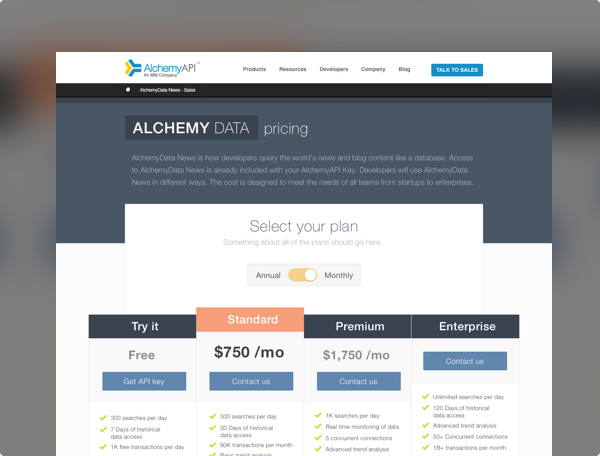 AlchemyAPI™
An IBM Company
Products Resources Developers Company Blog TALK TO SALES
AlchemyData News - Sales
ALCHEMY DATA pricing
AlchemyData News is how developers query the world's news and blog content like a database. Access
to AlchemyData News is already included with your AlchemyAPI Key. Developers will use AlchemyData
News in different ways. The cost is designed to meet the needs of all teams from startups to enterprises.
Select your plan
Something about all of the plans should go here.
Annual Monthly
Try it
Free
Get API key
300 searches per day
7 Days of historical
data access
1K free transactions per day
Standard
$750 /mo
Contact us
300 searches per day
30 Days of historical
data access
90K transactions per month
Basic trend analysis
Premium
$1,750 /mo
Contact us
1K searches per day
Real time monitoring of data
5 concurrent connections
Advanced trend analysis
Enterprise
Contact us
Unlimited searches per day
120 Days of historical
data access
Advanced trend analysis
50+ Concurrent connections
1B+ transactions per month